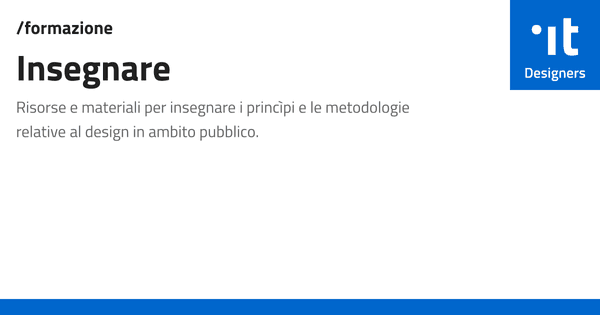 /formazione
Insegnare
Risorse e materiali per insegnare i princìpi e le metodologie
relative al design in ambito pubblico.
it
Designers